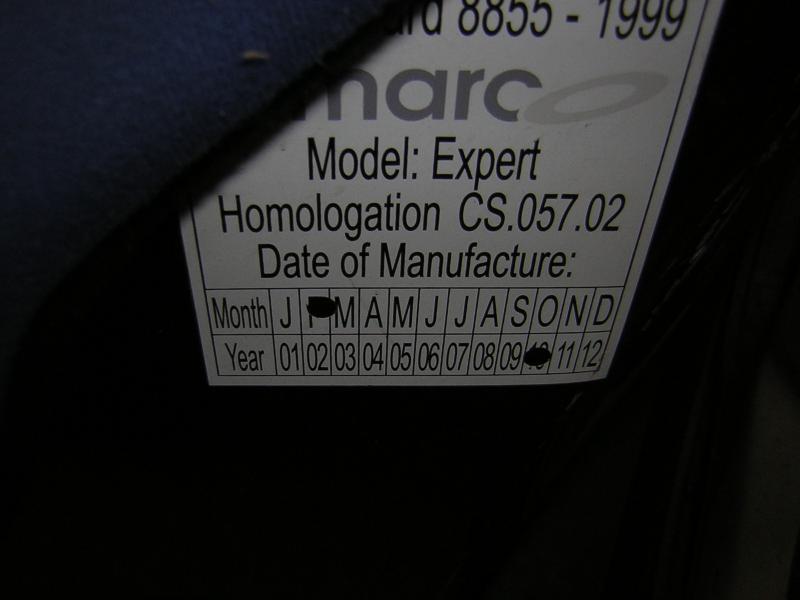 8855 - 1999
marco
Model: Expert
Homologation CS.057.02
Date of Manufacture:
Month J M A M J J A S O N D
Year 01 02 03 04 05 06 07 08 09 11 12